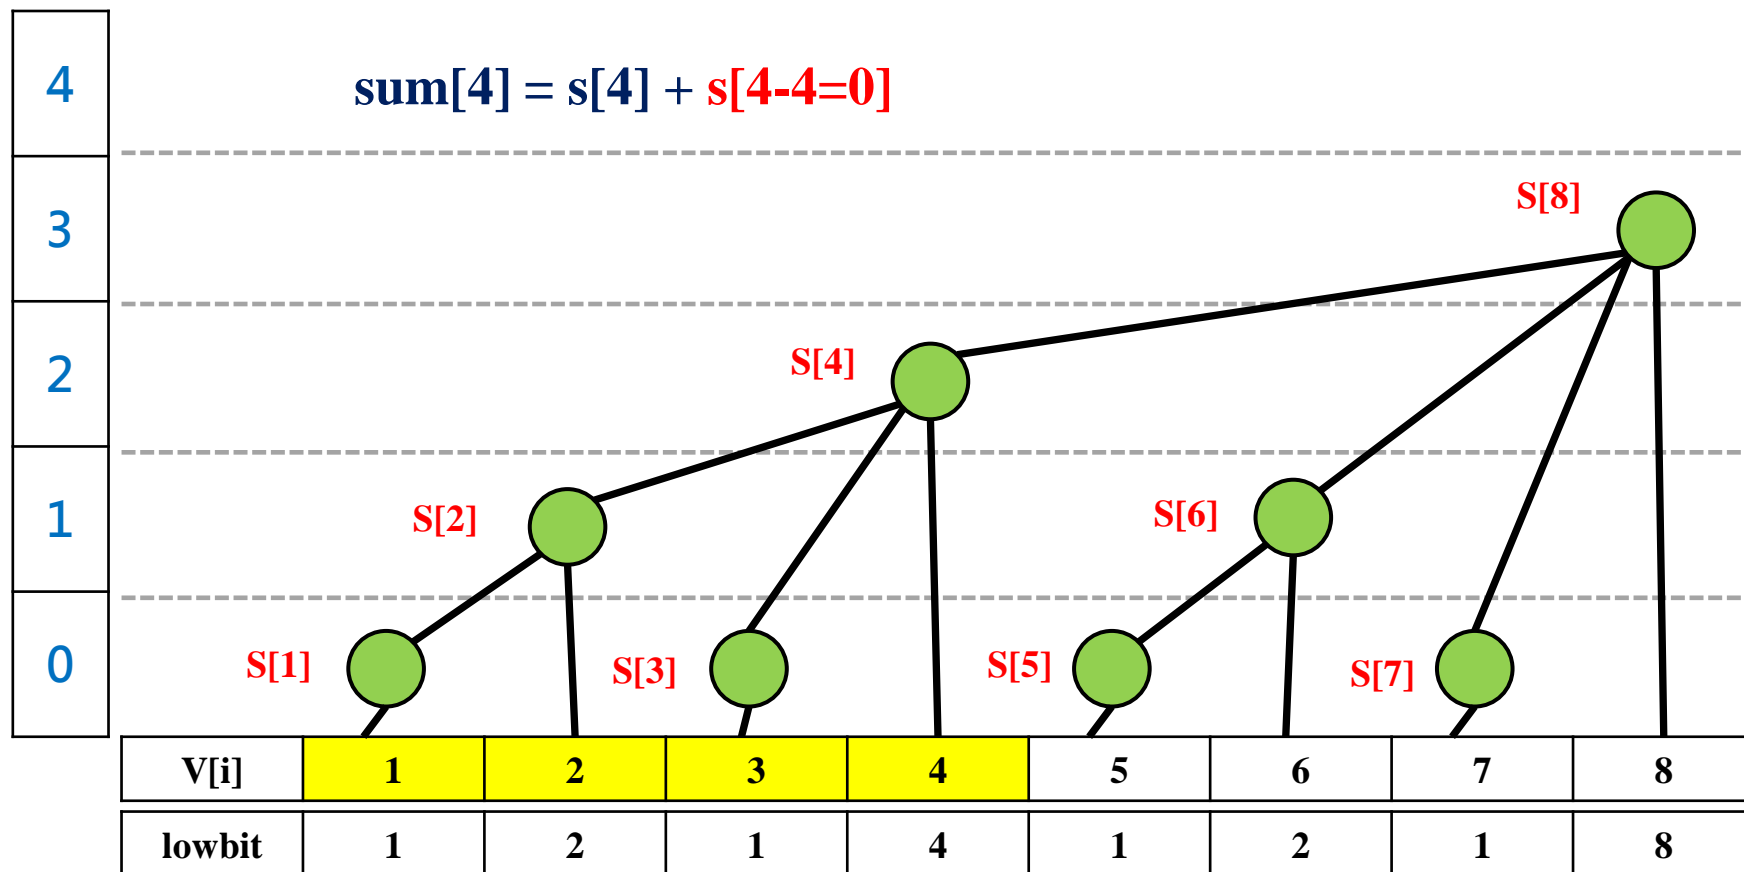 4
sum[4] = s[4] + s[4-4=0]
3
S[8]
2
S[4]
1
S[2]
S[6]
0
S[1]
S[3]
S[5]
S[7]
V[i] 1 2 3 4 5 6 7 8
lowbit 1 2 1 4 1 2 1 8